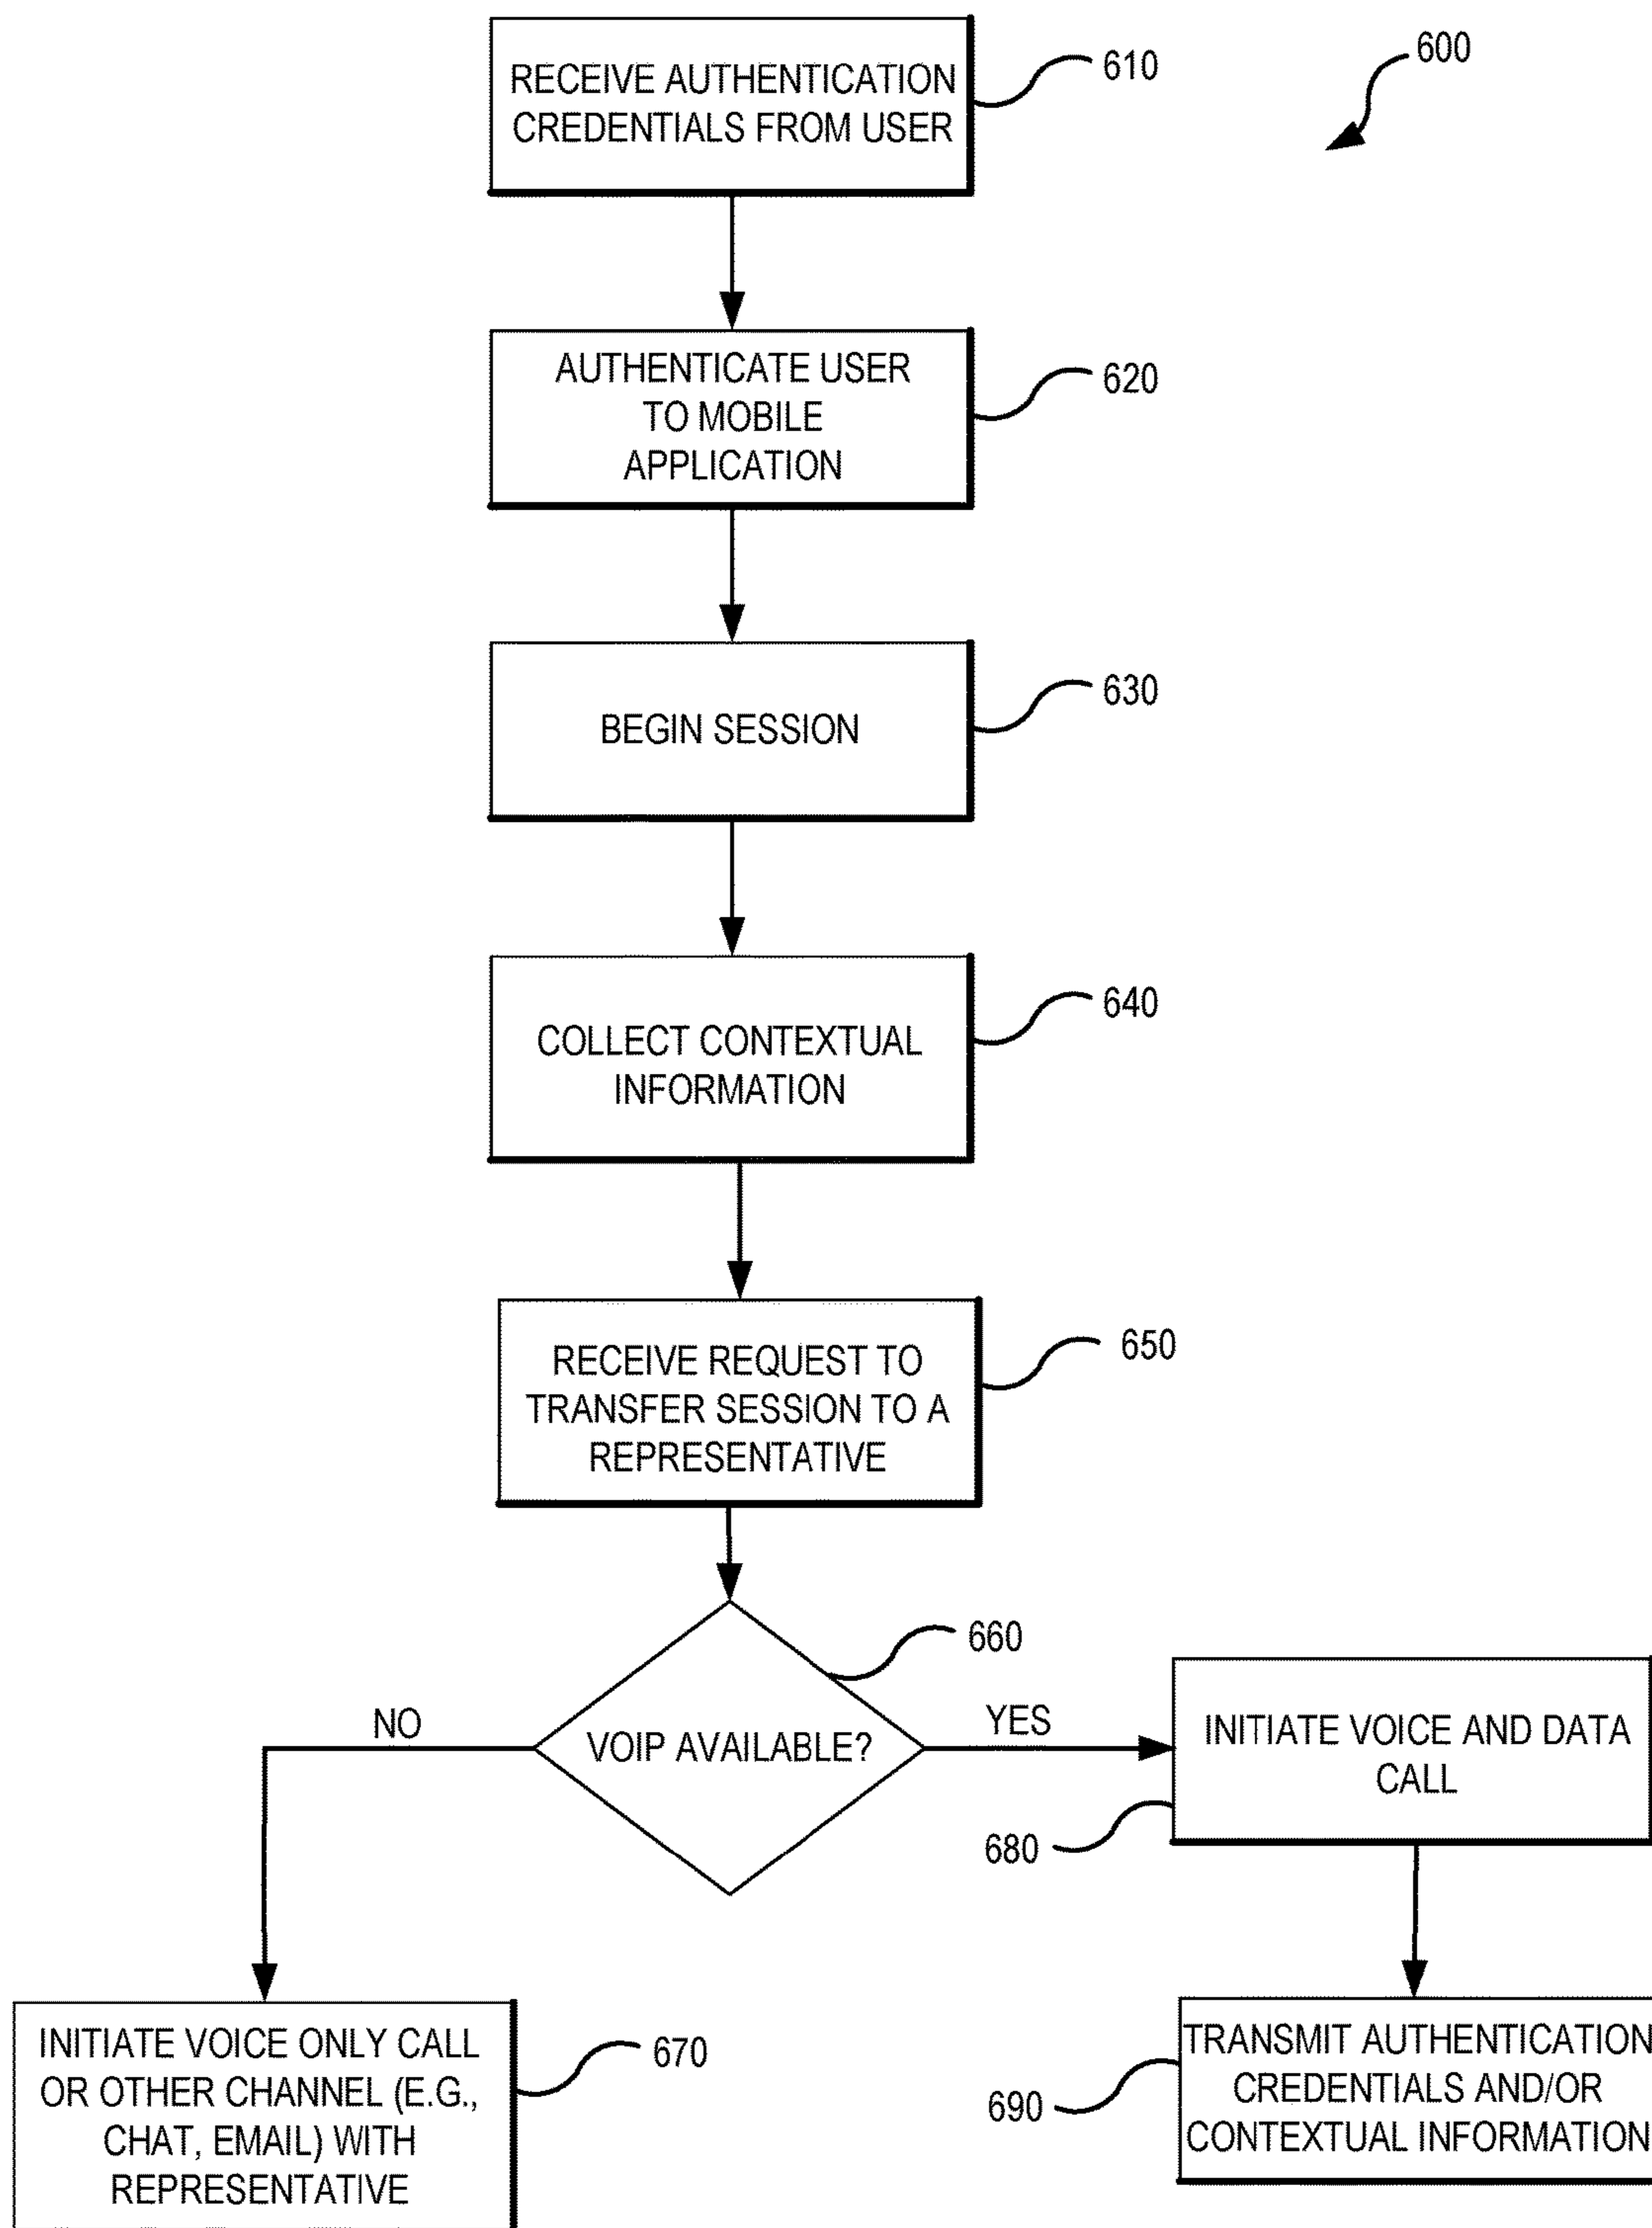 RECEIVE AUTHENTICATION
CREDENTIALS FROM USER
610
600
AUTHENTICATE USER
TO MOBILE
APPLICATION
620
BEGIN SESSION
630
COLLECT CONTEXTUAL
INFORMATION
640
RECEIVE REQUEST TO
TRANSFER SESSION TO A
REPRESENTATIVE
650
VOIP AVAILABLE?
660
NO
YES
INITIATE VOICE AND DATA
CALL
680
INITIATE VOICE ONLY CALL
OR OTHER CHANNEL (E.G.,
CHAT, EMAIL) WITH
REPRESENTATIVE
670
TRANSMIT AUTHENTICATION
CREDENTIALS AND/OR
CONTEXTUAL INFORMATION
690